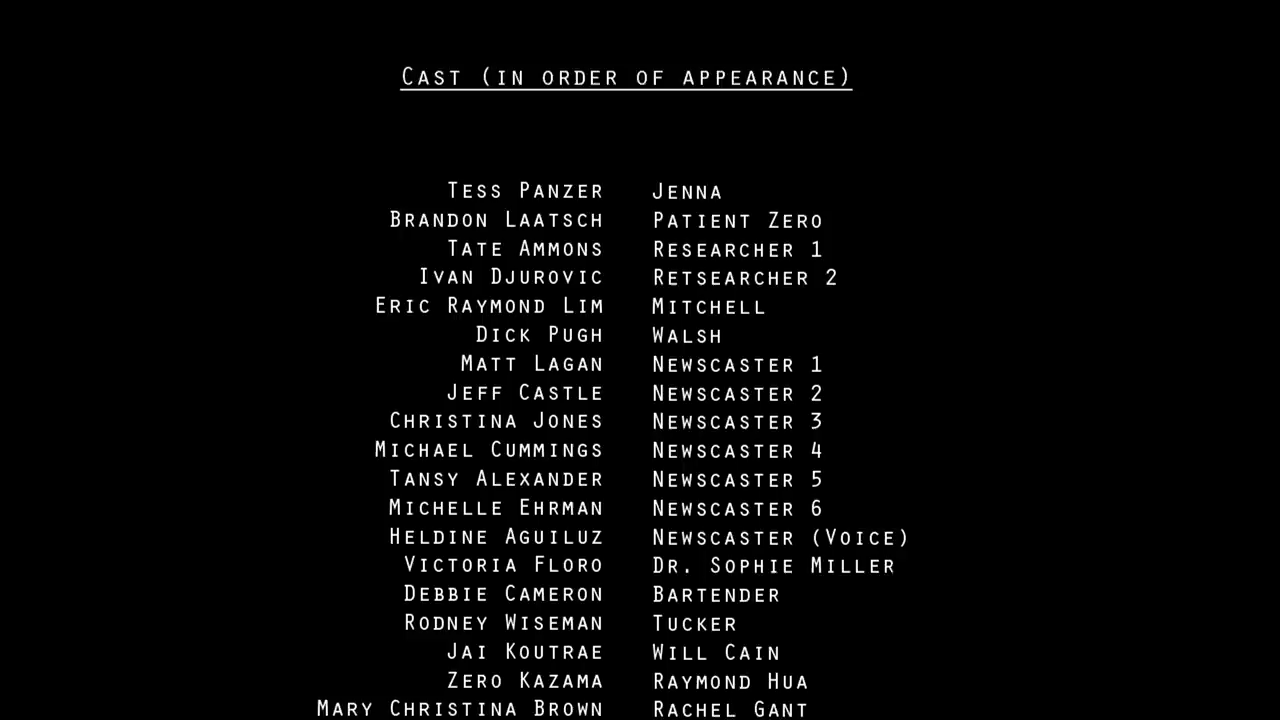 Cast (in order of appearance)
Tess Panzer Jenna
Brandon Laatsch Patient Zero
Tate Ammons Researcher 1
Ivan Djurovic Retsearcher 2
Eric Raymond Lim Mitchell
Dick Pugh Walsh
Matt Lagan Newscaster 1
Jeff Castle Newscaster 2
Christina Jones Newscaster 3
Michael Cummings Newscaster 4
Tansy Alexander Newscaster 5
Michelle Ehrman Newscaster 6
Heldine Aguiluz Newscaster (Voice)
Victoria Floro Dr. Sophie Miller
Debbie Cameron Bartender
Rodney Wiseman Tucker
Jai Koutrae Will Cain
Zero Kazama Raymond Hua
Mary Christina Brown Rachel Gant